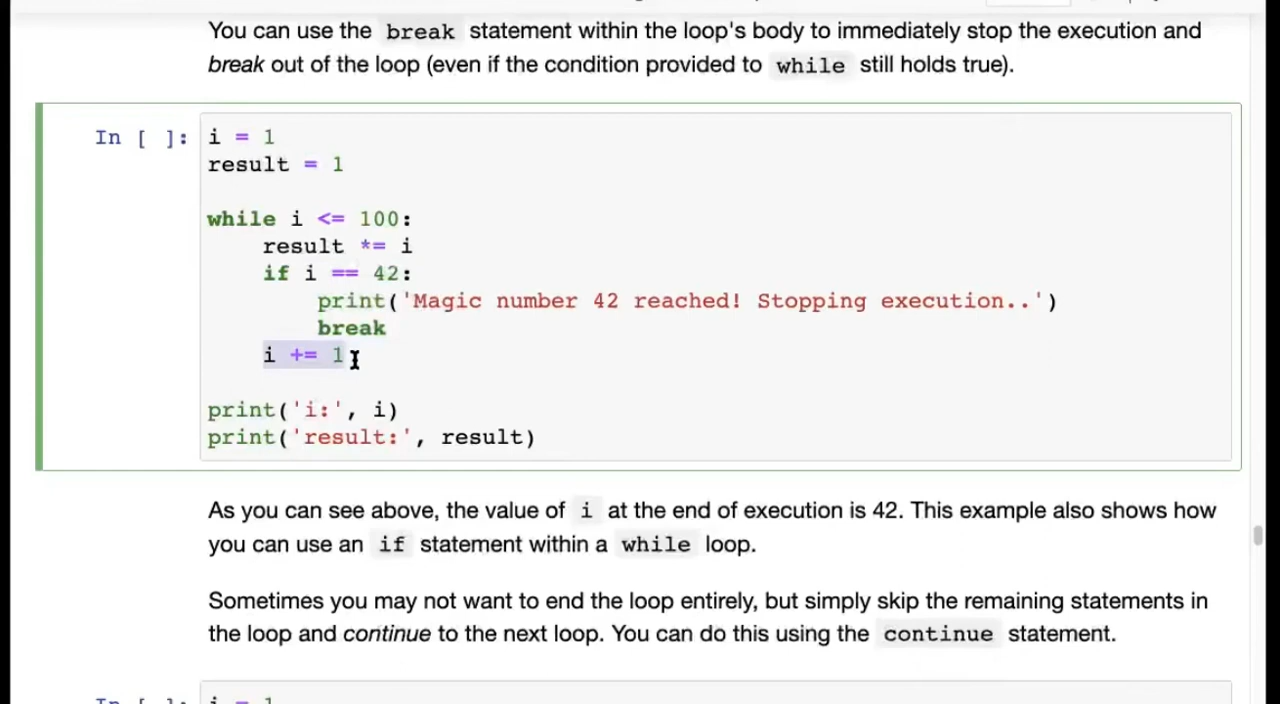 You can use the break statement within the loop's body to immediately stop the execution and
break out of the loop (even if the condition provided to while still holds true).
In [ ]:
i = 1
result = 1
while i <= 100:
    result *= i
    if i == 42:
        print('Magic number 42 reached! Stopping execution..')
        break
    i += 1
print('i:', i)
print('result:', result)
As you can see above, the value of i at the end of execution is 42. This example also shows how
you can use an if statement within a while loop.
Sometimes you may not want to end the loop entirely, but simply skip the remaining statements in
the loop and continue to the next loop. You can do this using the continue statement.
In [ ]:
i = 1